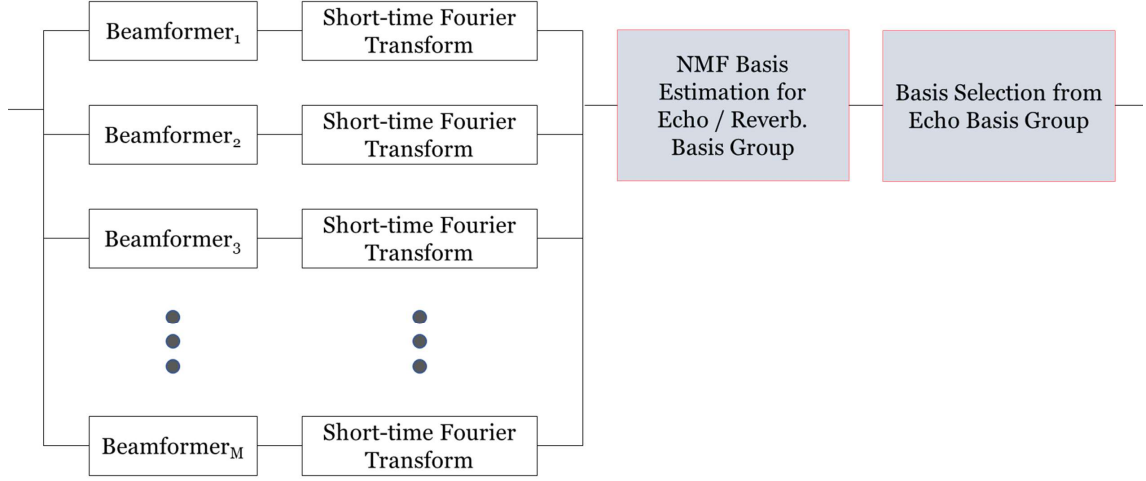 Beamformer₁
Short-time Fourier
Transform
Beamformer₂
Short-time Fourier
Transform
Beamformer₃
Short-time Fourier
Transform
Beamformer_M
Short-time Fourier
Transform
NMF Basis
Estimation for
Echo / Reverb.
Basis Group
Basis Selection from
Echo Basis Group